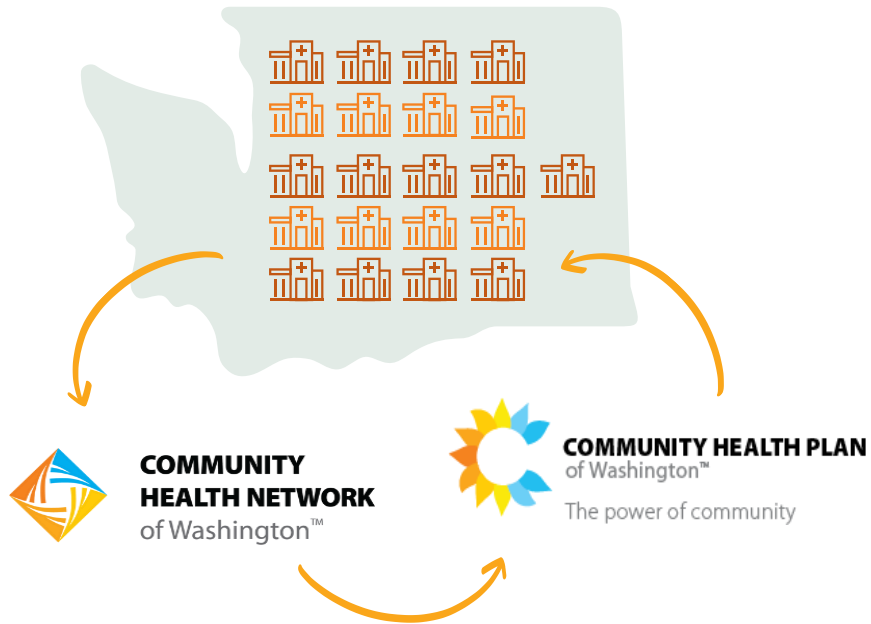 COMMUNITY
HEALTH NETWORK
of Washington™
COMMUNITY HEALTH PLAN
of Washington™
The power of community